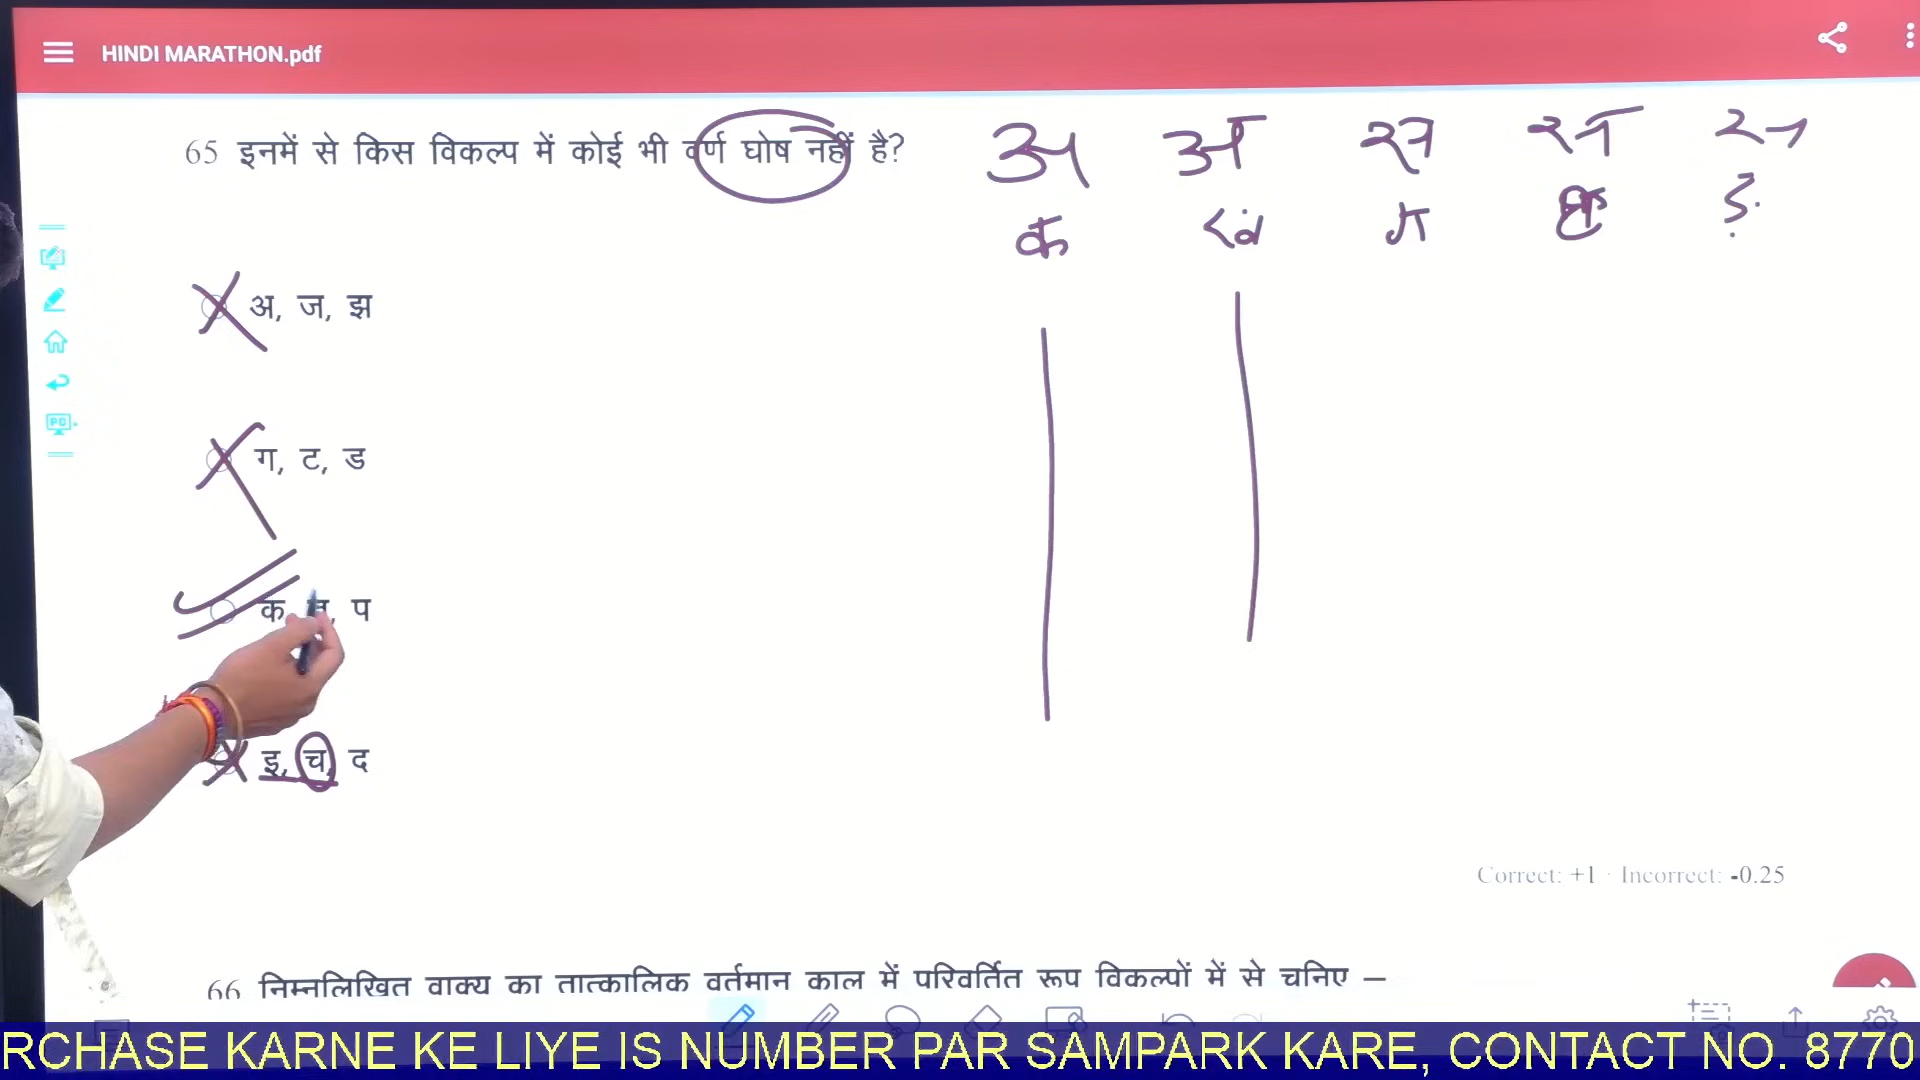 HINDI MARATHON.pdf
65 इनमें से किस विकल्प में कोई भी वर्ण घोष नहीं है?
अ अ स स स
क ख ग घ ङ
अ, ज, झ
ग, ट, ड
क, त, प
इ, च, द
Correct: +1 · Incorrect: -0.25
66 निम्नलिखित वाक्य का तात्कालिक वर्तमान काल में परिवर्तित रूप विकल्पों में से चुनिए —
RCHASE KARNE KE LIYE IS NUMBER PAR SAMPARK KARE, CONTACT NO. 8770